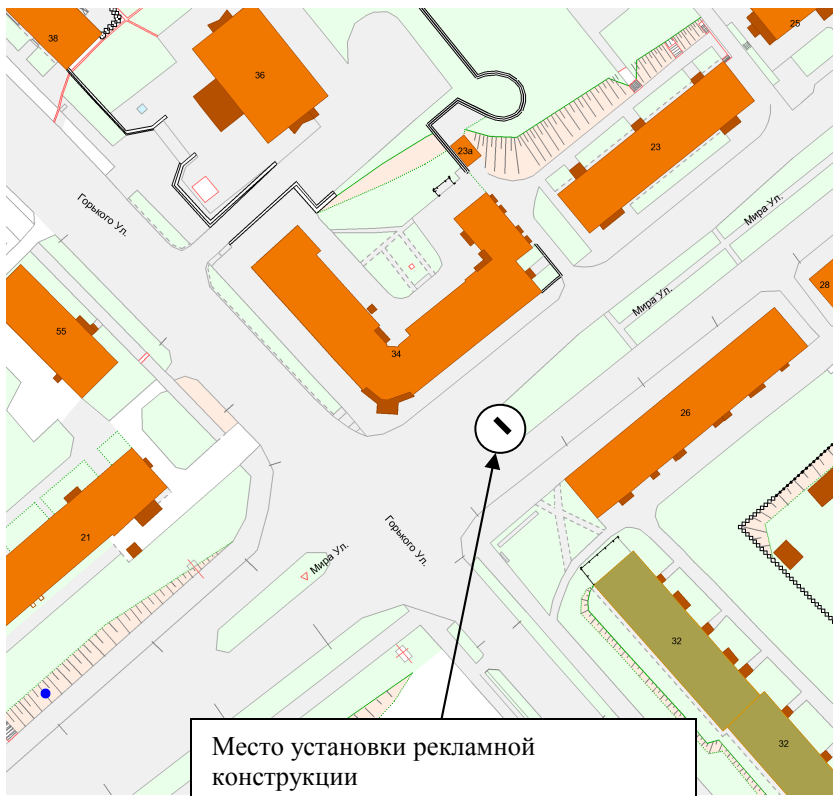 38
36
25
23а
23
Горького Ул.
Мира Ул.
Мира Ул.
28
34
55
26
21
Горького Ул.
Мира Ул.
32
32
Место установки рекламной
конструкции